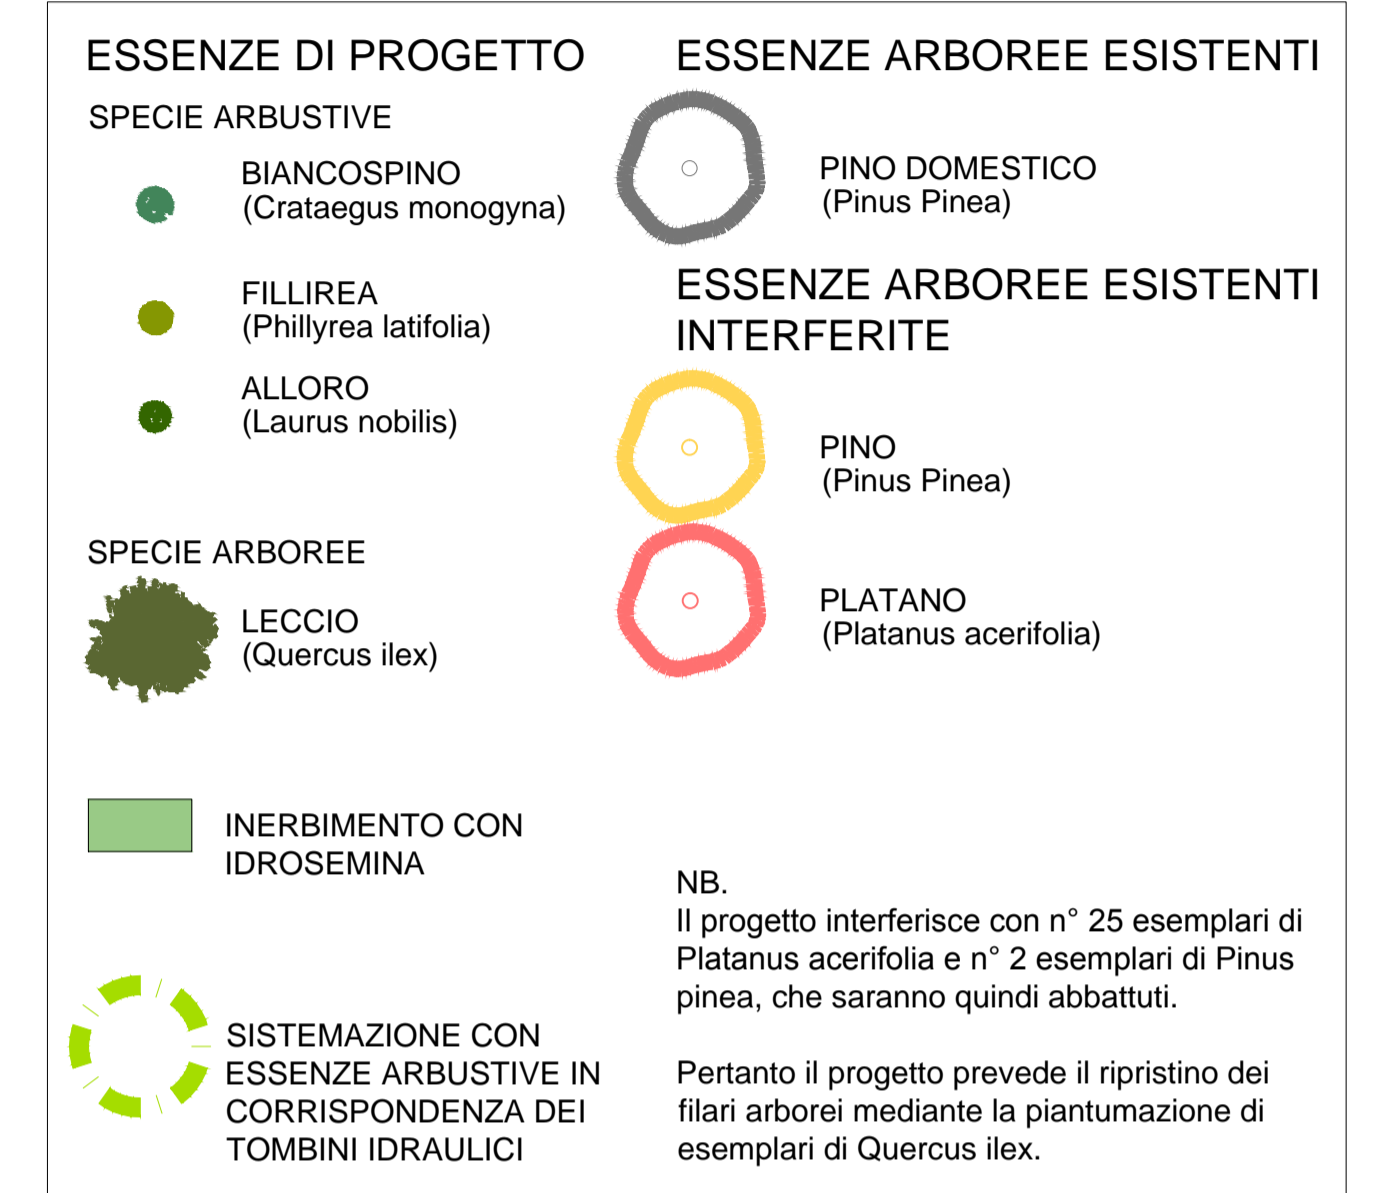 ESSENZE DI PROGETTO
SPECIE ARBUSTIVE
BIANCOSPINO
(Crataegus monogyna)
FILLIREA
(Phillyrea latifolia)
ALLORO
(Laurus nobilis)
SPECIE ARBOREE
LECCIO
(Quercus ilex)
INERBIMENTO CON
IDROSEMINA
SISTEMAZIONE CON
ESSENZE ARBUSTIVE IN
CORRISPONDENZA DEI
TOMBINI IDRAULICI
ESSENZE ARBOREE ESISTENTI
PINO DOMESTICO
(Pinus Pinea)
ESSENZE ARBOREE ESISTENTI
INTERFERITE
PINO
(Pinus Pinea)
PLATANO
(Platanus acerifolia)
NB.
Il progetto interferisce con n° 25 esemplari di
Platanus acerifolia e n° 2 esemplari di Pinus
pinea, che saranno quindi abbattuti.
Pertanto il progetto prevede il ripristino dei
filari arborei mediante la piantumazione di
esemplari di Quercus ilex.